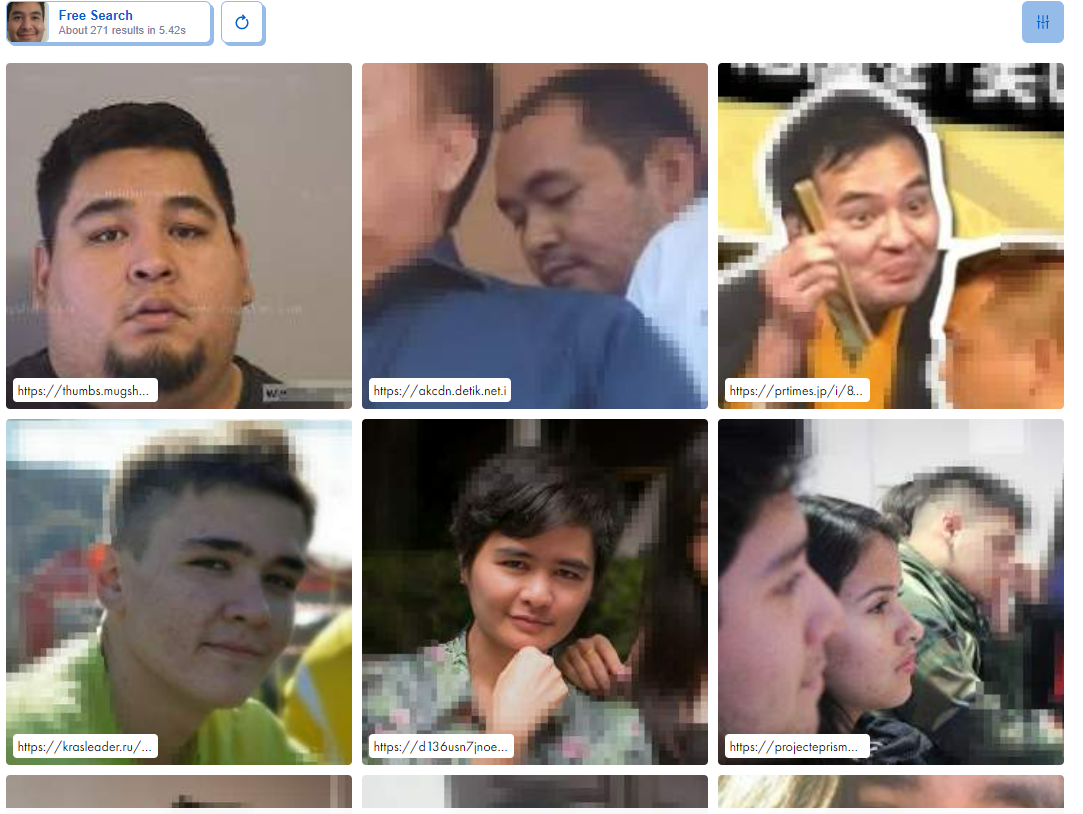 Free Search
About 271 results in 5.42s
https://thumbs.mugsh...
https://akcdn.detik.net.i
https://prtimes.jp/i/8...
https://krasleader.ru/...
https://d136usn7jnoe...
https://projecteprism...